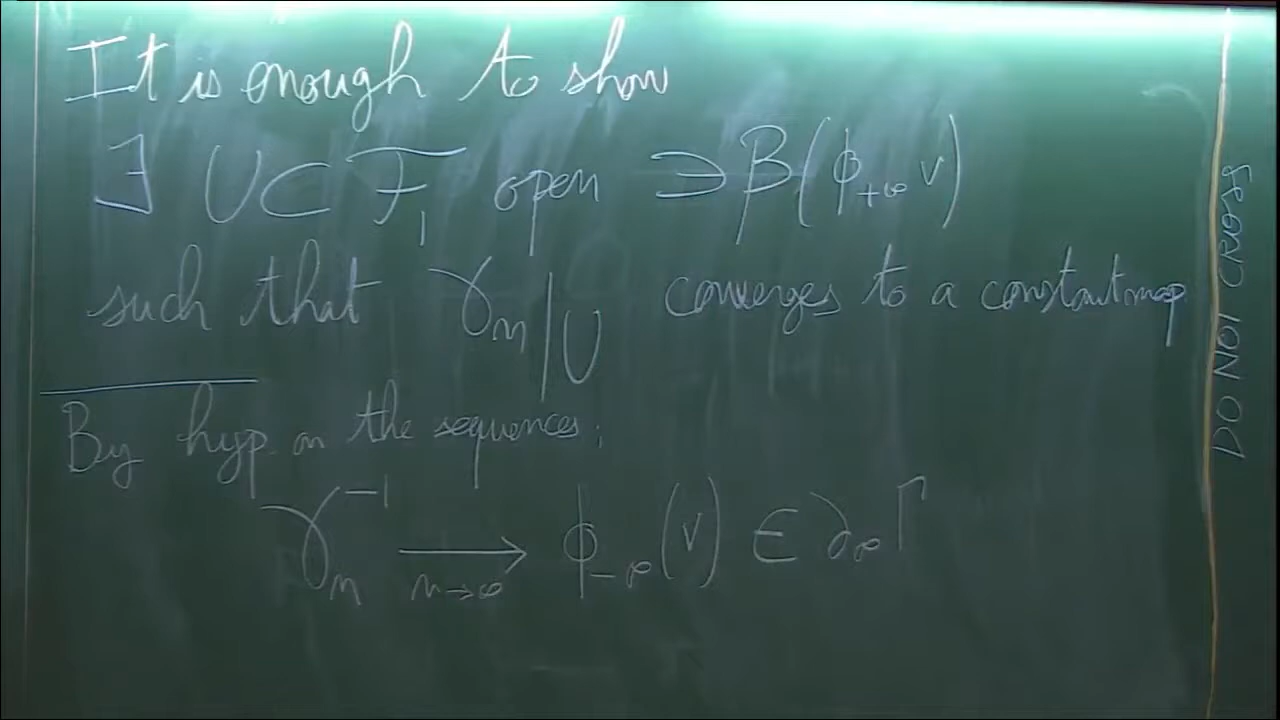 It is enough to show
∃ U ⊂ F₁ open ∋ β(ϕ₊∞ v)
such that γₙ|U converges to a constant map
By hyp. on the sequences:
γₙ⁻¹ ⟶ n→∞ ϕ₋∞(v) ∈ ∂∞Γ
DO NOT CROSS